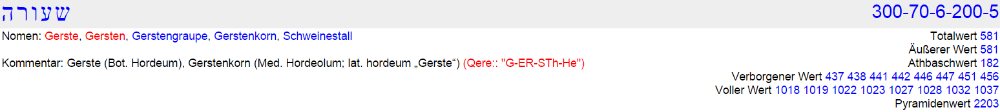 שעורה 300-70-6-200-5
Nomen: Gerste, Gersten, Gerstengraupe, Gerstenkorn, Schweinestall
Totalwert 581
Äußerer Wert 581
Kommentar: Gerste (Bot. Hordeum), Gerstenkorn (Med. Hordeolum; lat. hordeum „Gerste“) (Qere:: "G-ER-STh-He")
Athbaschwert 182
Verborgener Wert 437 438 441 442 446 447 451 456
Voller Wert 1018 1019 1022 1023 1027 1028 1032 1037
Pyramidenwert 2203